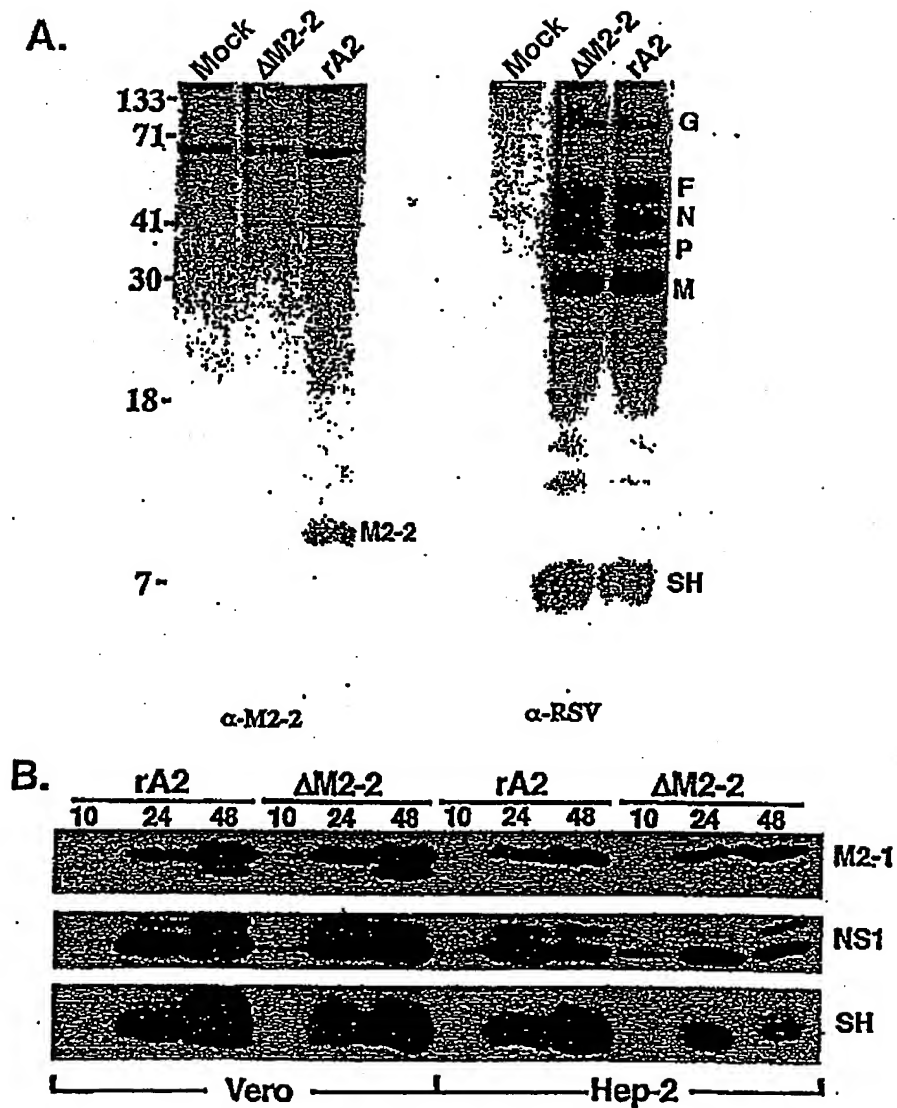 A.
Mock ΔM2-2 rA2 Mock ΔM2-2 rA2
133-
71-
41-
30-
18-
7-
M2-2
G
F
N
P
M
SH
α-M2-2 α-RSV
B.
rA2 ΔM2-2 rA2 ΔM2-2
10 24 48 10 24 48 10 24 48 10 24 48
M2-1
NS1
SH
Vero Hep-2